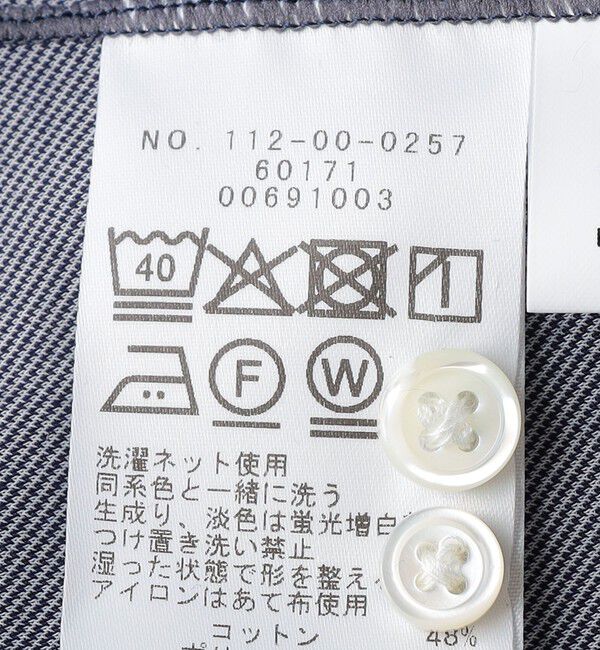 NO. 112-00-0257
60171
00691003
40
F W
洗濯ネット使用
同系色と一緒に洗う
生成り、淡色は蛍光増白
つけ置き洗い禁止
湿った状態で形を整え
アイロンはあて布使用
コットン 48%